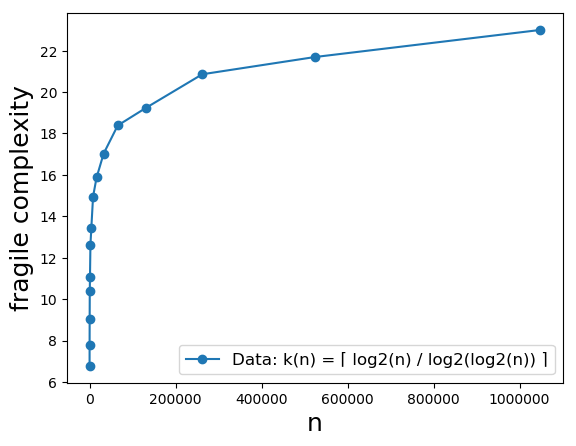 fragile complexity
22
20
18
16
14
12
10
8
6
Data: k(n) = ⌈ log2(n) / log2(log2(n)) ⌉
0 200000 400000 600000 800000 1000000
n